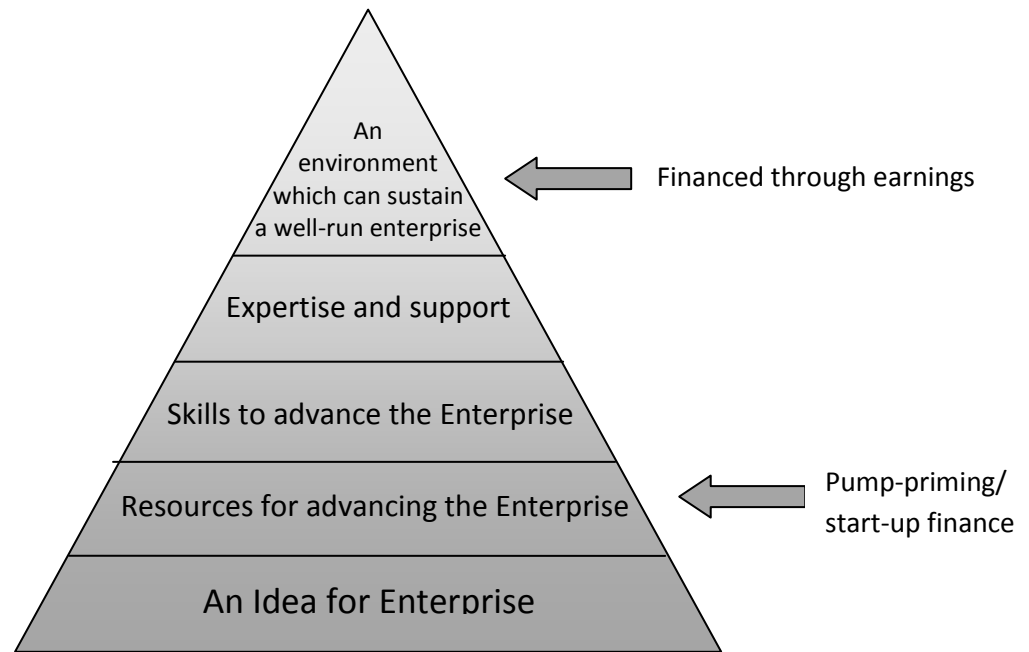 An
environment
which can sustain
a well-run enterprise
Financed through earnings
Expertise and support
Skills to advance the Enterprise
Resources for advancing the Enterprise
Pump-priming/
start-up finance
An Idea for Enterprise